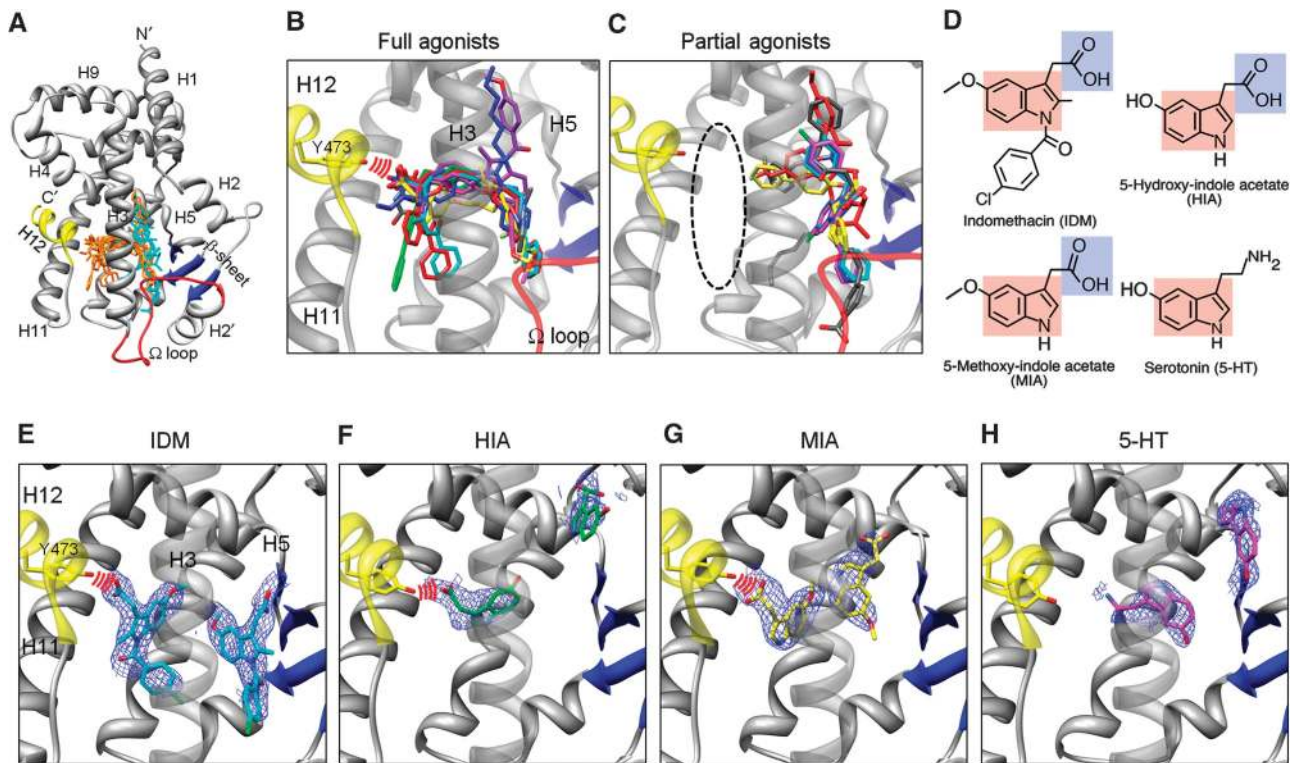 A
N′
H9
H1
H4
H2
C′
H3
H5
H12
β-sheet
H11
H2′
Ω loop
B
Full agonists
H12
H3
H5
Y473
H11
Ω loop
C
Partial agonists
D
O
OH
O
N
O
Cl
Indomethacin (IDM)
O
OH
HO
N
H
5-Hydroxy-indole acetate
(HIA)
O
OH
O
N
H
5-Methoxy-indole acetate
(MIA)
NH2
HO
N
H
Serotonin (5-HT)
E
IDM
H12
Y473
H3
H5
H11
F
HIA
G
MIA
H
5-HT